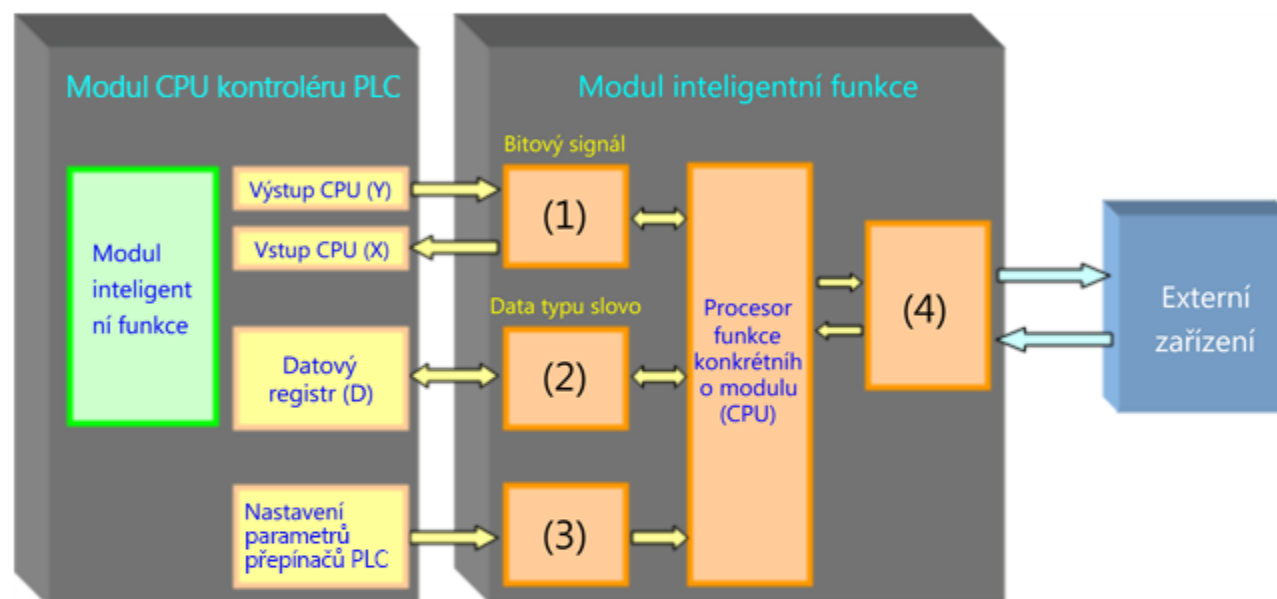 Modul CPU kontroléru PLC
Modul inteligentní funkce
Bitový signál
Výstup CPU (Y)
Vstup CPU (X)
(1)
Modul
inteligent
ní funkce
Data typu slovo
Datový
registr (D)
(2)
Procesor
funkce
konkrétníh
o modulu
(CPU)
(4)
Externí
zařízení
Nastavení
parametrů
přepínačů PLC
(3)